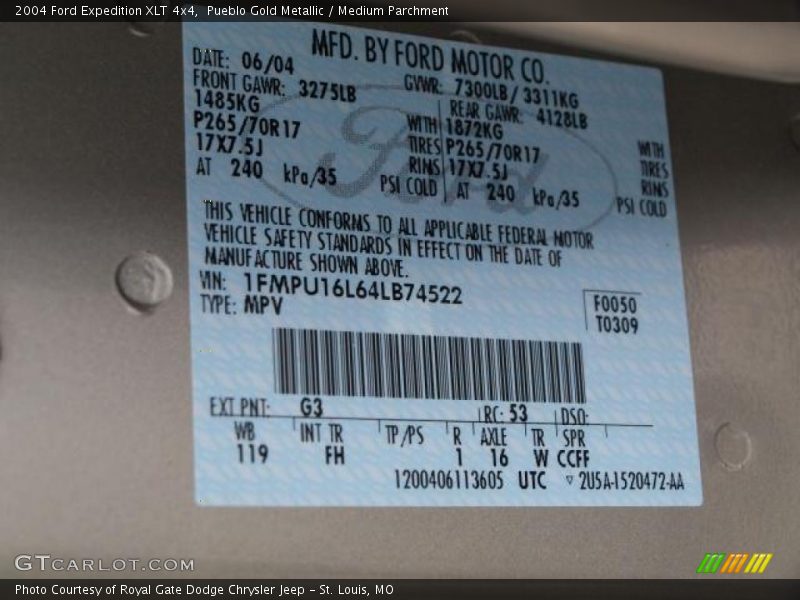 2004 Ford Expedition XLT 4x4, Pueblo Gold Metallic / Medium Parchment
MFD. BY FORD MOTOR CO.
DATE: 06/04 GVWR: 7300LB/ 3311KG
FRONT GAWR: 3275LB REAR GAWR: 4128LB
1485KG WITH 1872KG WITH
P265/70R17 TIRES P265/70R17 TIRES
17X7.5J RIMS 17X7.5J RIMS
AT 240 kPa/35 PSI COLD AT 240 kPa/35 PSI COLD
Ford
THIS VEHICLE CONFORMS TO ALL APPLICABLE FEDERAL MOTOR
VEHICLE SAFETY STANDARDS IN EFFECT ON THE DATE OF
MANUFACTURE SHOWN ABOVE.
VIN: 1FMPU16L64LB74522 F0050
TYPE: MPV T0309
EXT PNT: G3 RC: 53 DSO:
WB INT TR TP/PS R AXLE TR SPR
119 FH 1 16 W CCFF
1200406113605 UTC ▽ 2U5A-1520472-AA
GTCARLOT.COM
Photo Courtesy of Royal Gate Dodge Chrysler Jeep – St. Louis, MO